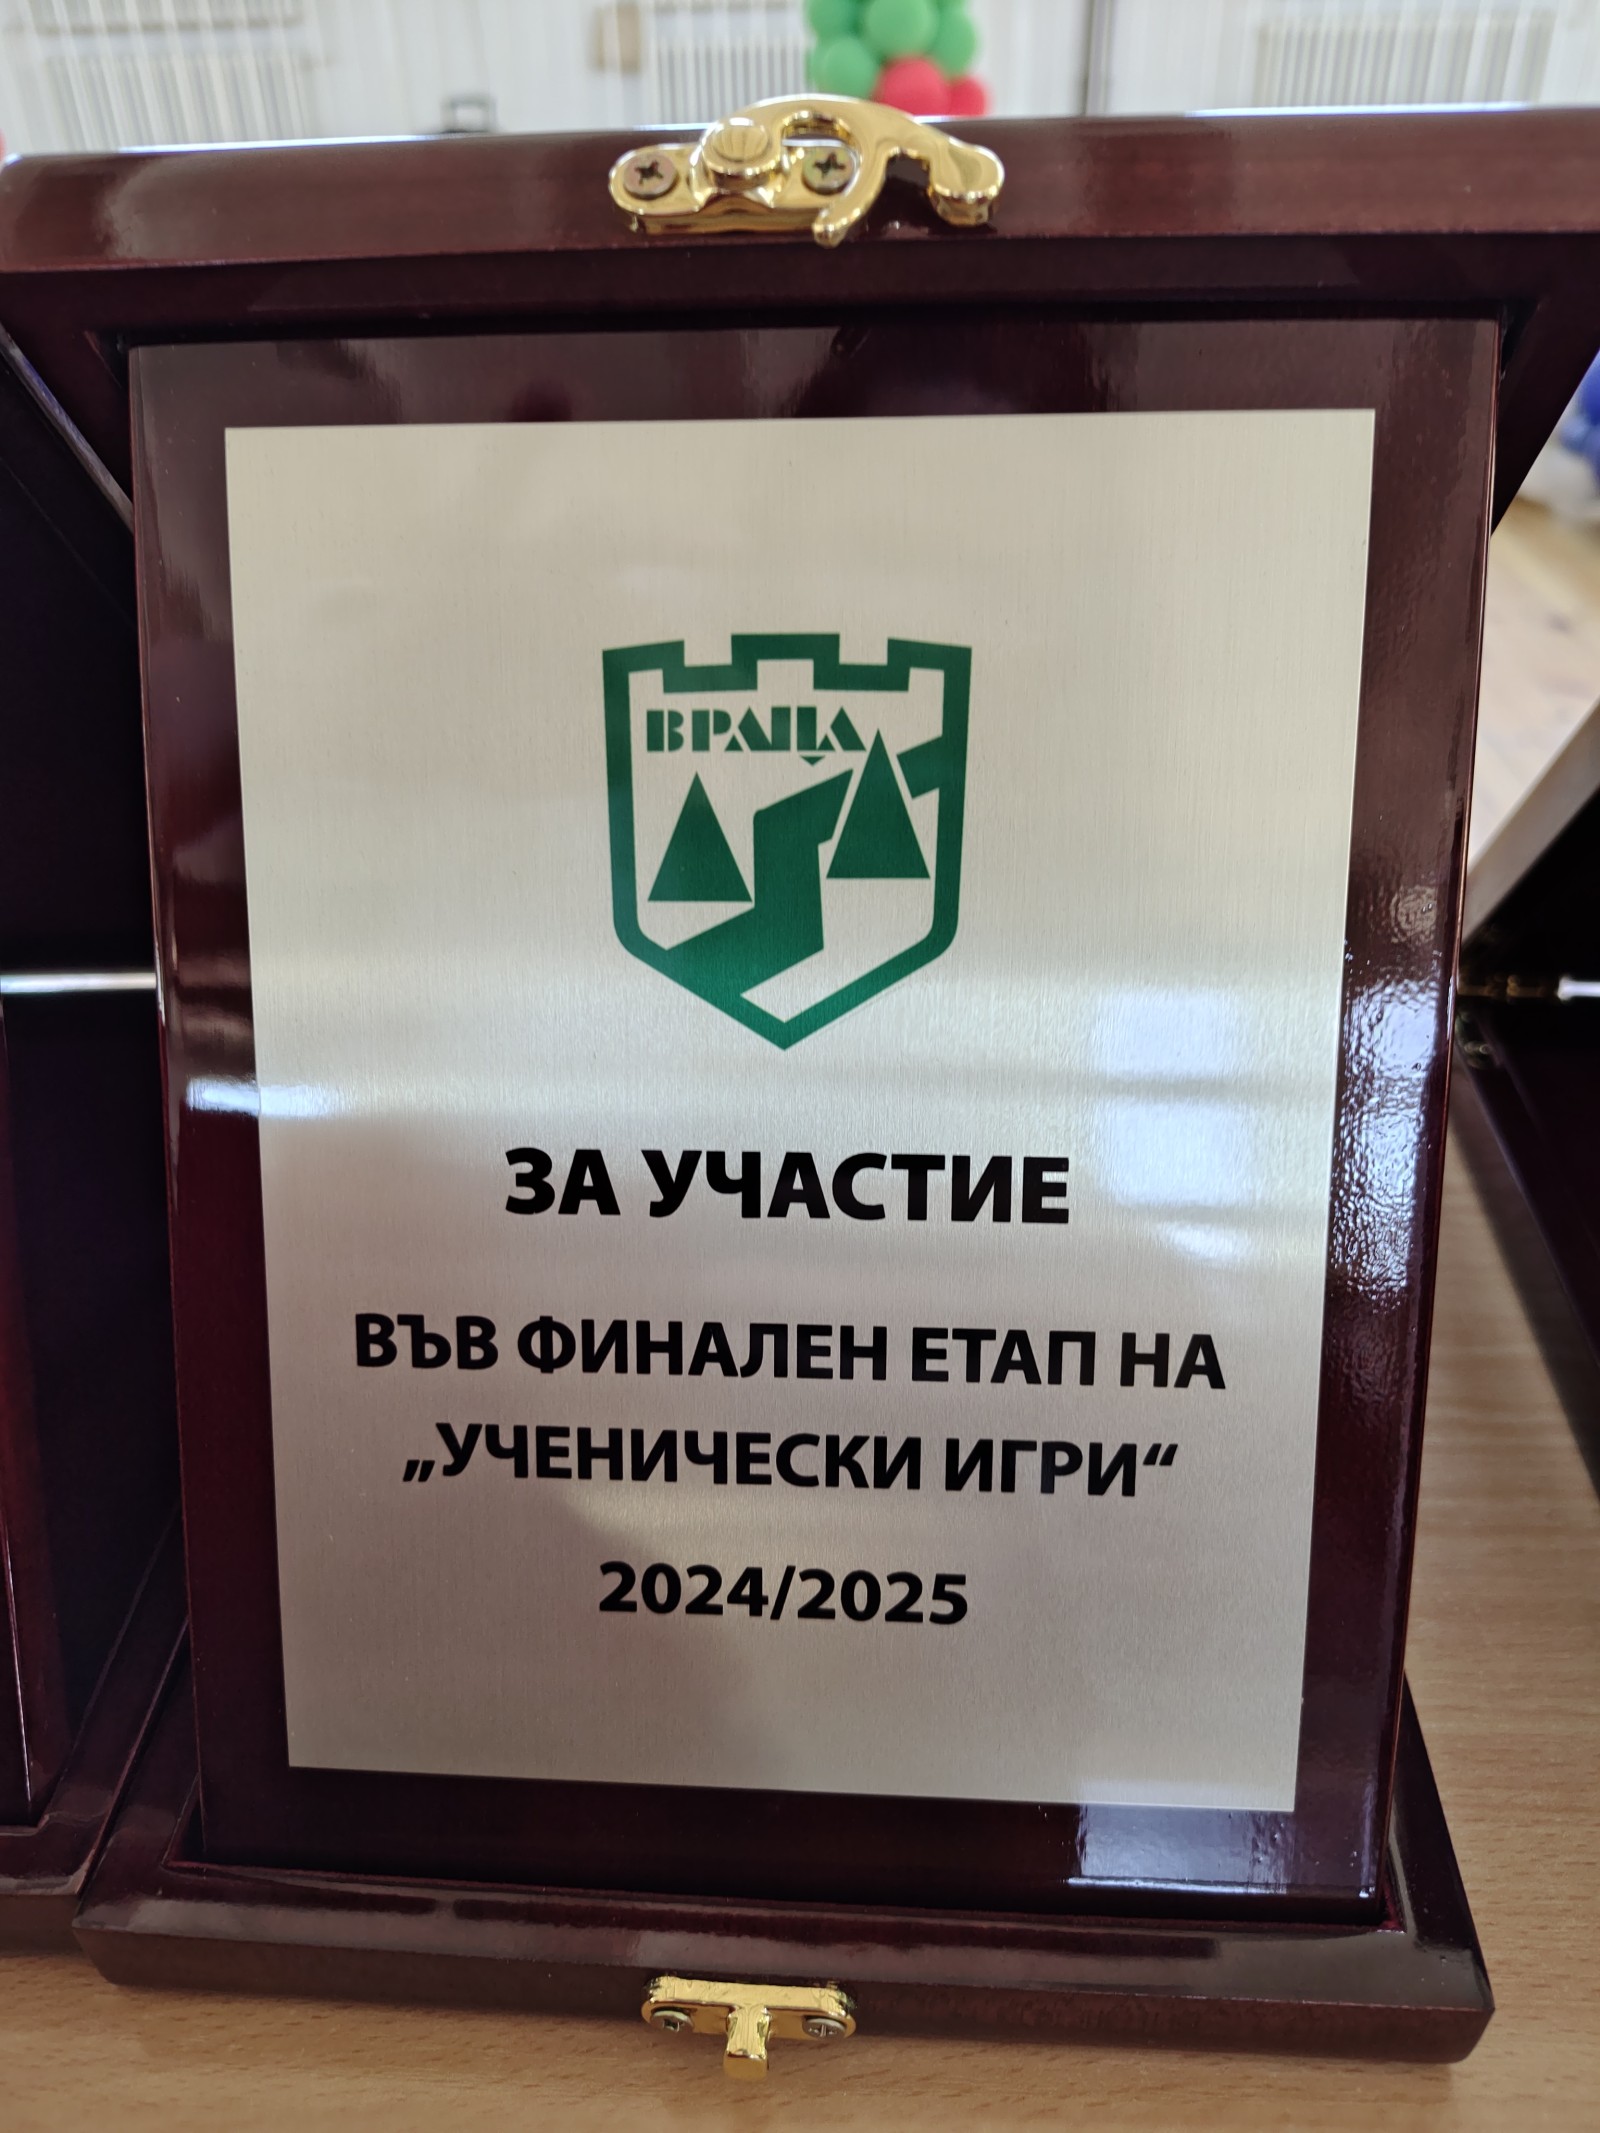 ВРАЦА
ЗА УЧАСТИЕ
ВЪВ ФИНАЛЕН ЕТАП НА
„УЧЕНИЧЕСКИ ИГРИ“
2024/2025